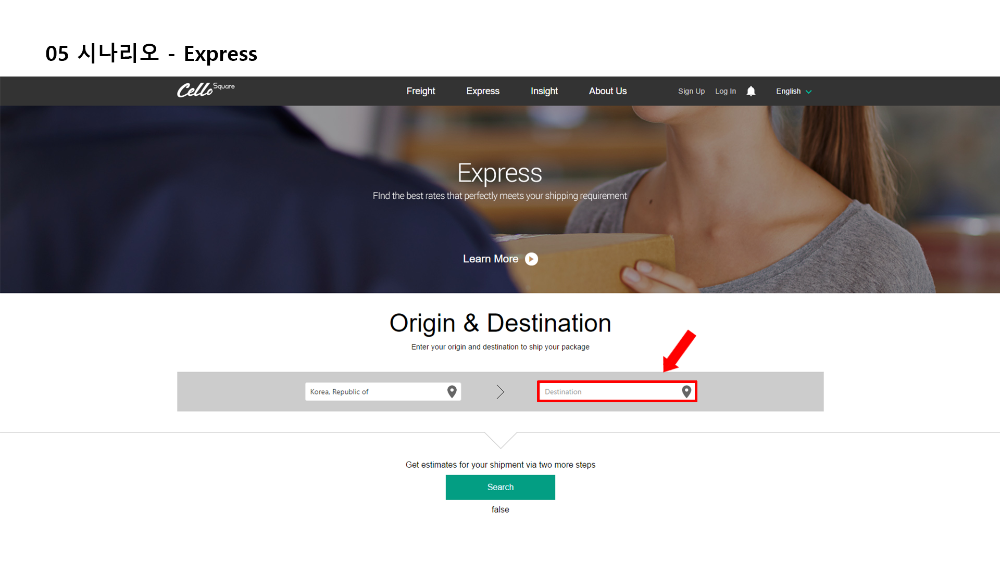 05 시나리오 - Express
Cello Square
Freight Express Insight About Us Sign Up Log In English
Express
FInd the best rates that perfectly meets your shipping requirement
Learn More
Origin & Destination
Enter your origin and destination to ship your package
Korea, Republic of
Destination
Get estimates for your shipment via two more steps
Search
false